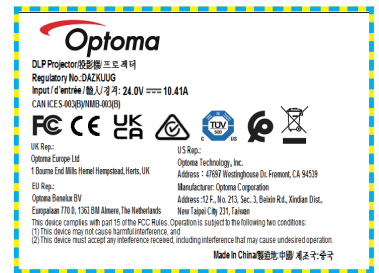 Optoma
DLP Projector/投影機/프로젝터
Regulatory No.:DAZKUUG
Input / d'entrée / 輸入/정격: 24.0V 10.41A
CAN ICES-003(B)/NMB-003(B)
FC CE UK CA TÜV SÜD C US
UK Rep.:
Optoma Europe Ltd
1 Bourne End Mills Hemel Hempstead, Herts, UK
EU Rep.:
Optoma Benelux BV
Europalaan 770 D, 1363 BM Almere, The Netherlands
US Rep.:
Optoma Technology, Inc.
Address : 47697 Westinghouse Dr. Fremont, CA 94539
Manufacturer: Optoma Corporation
Address :12 F., No. 213, Sec. 3, Beixin Rd., Xindian Dist.,
New Taipei City 231, Taiwan
This device complies with part 15 of the FCC Rules. Operation is subject to the following two conditions:
(1) This device may not cause harmful interference, and
(2) This device must accept any interference received, including interference that may cause undesired operation.
Made In China/製造地:中國/ 제조국:중국